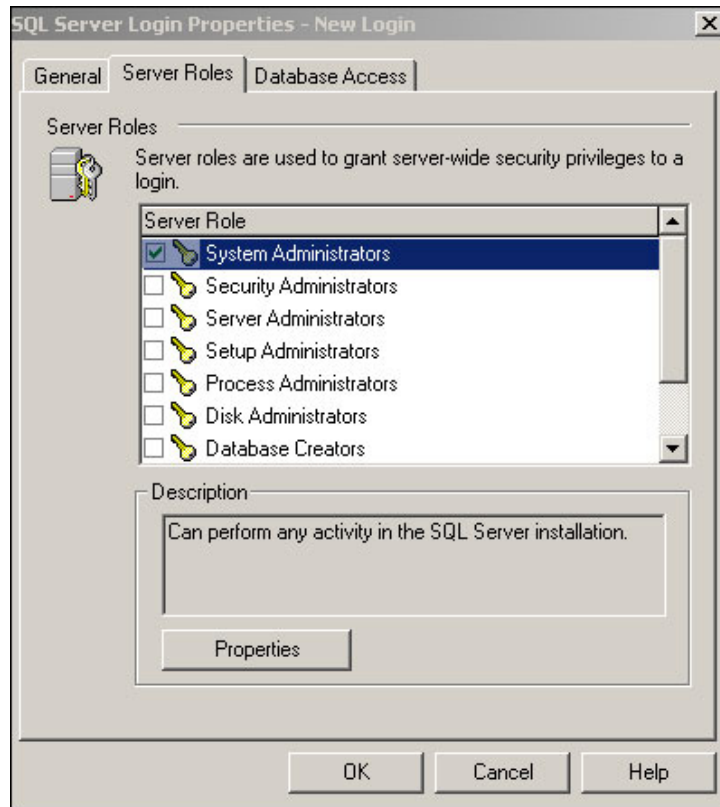 SQL Server Login Properties - New Login
General Server Roles Database Access
Server Roles
Server roles are used to grant server-wide security privileges to a
login.
Server Role
System Administrators
Security Administrators
Server Administrators
Setup Administrators
Process Administrators
Disk Administrators
Database Creators
Description
Can perform any activity in the SQL Server installation.
Properties
OK Cancel Help